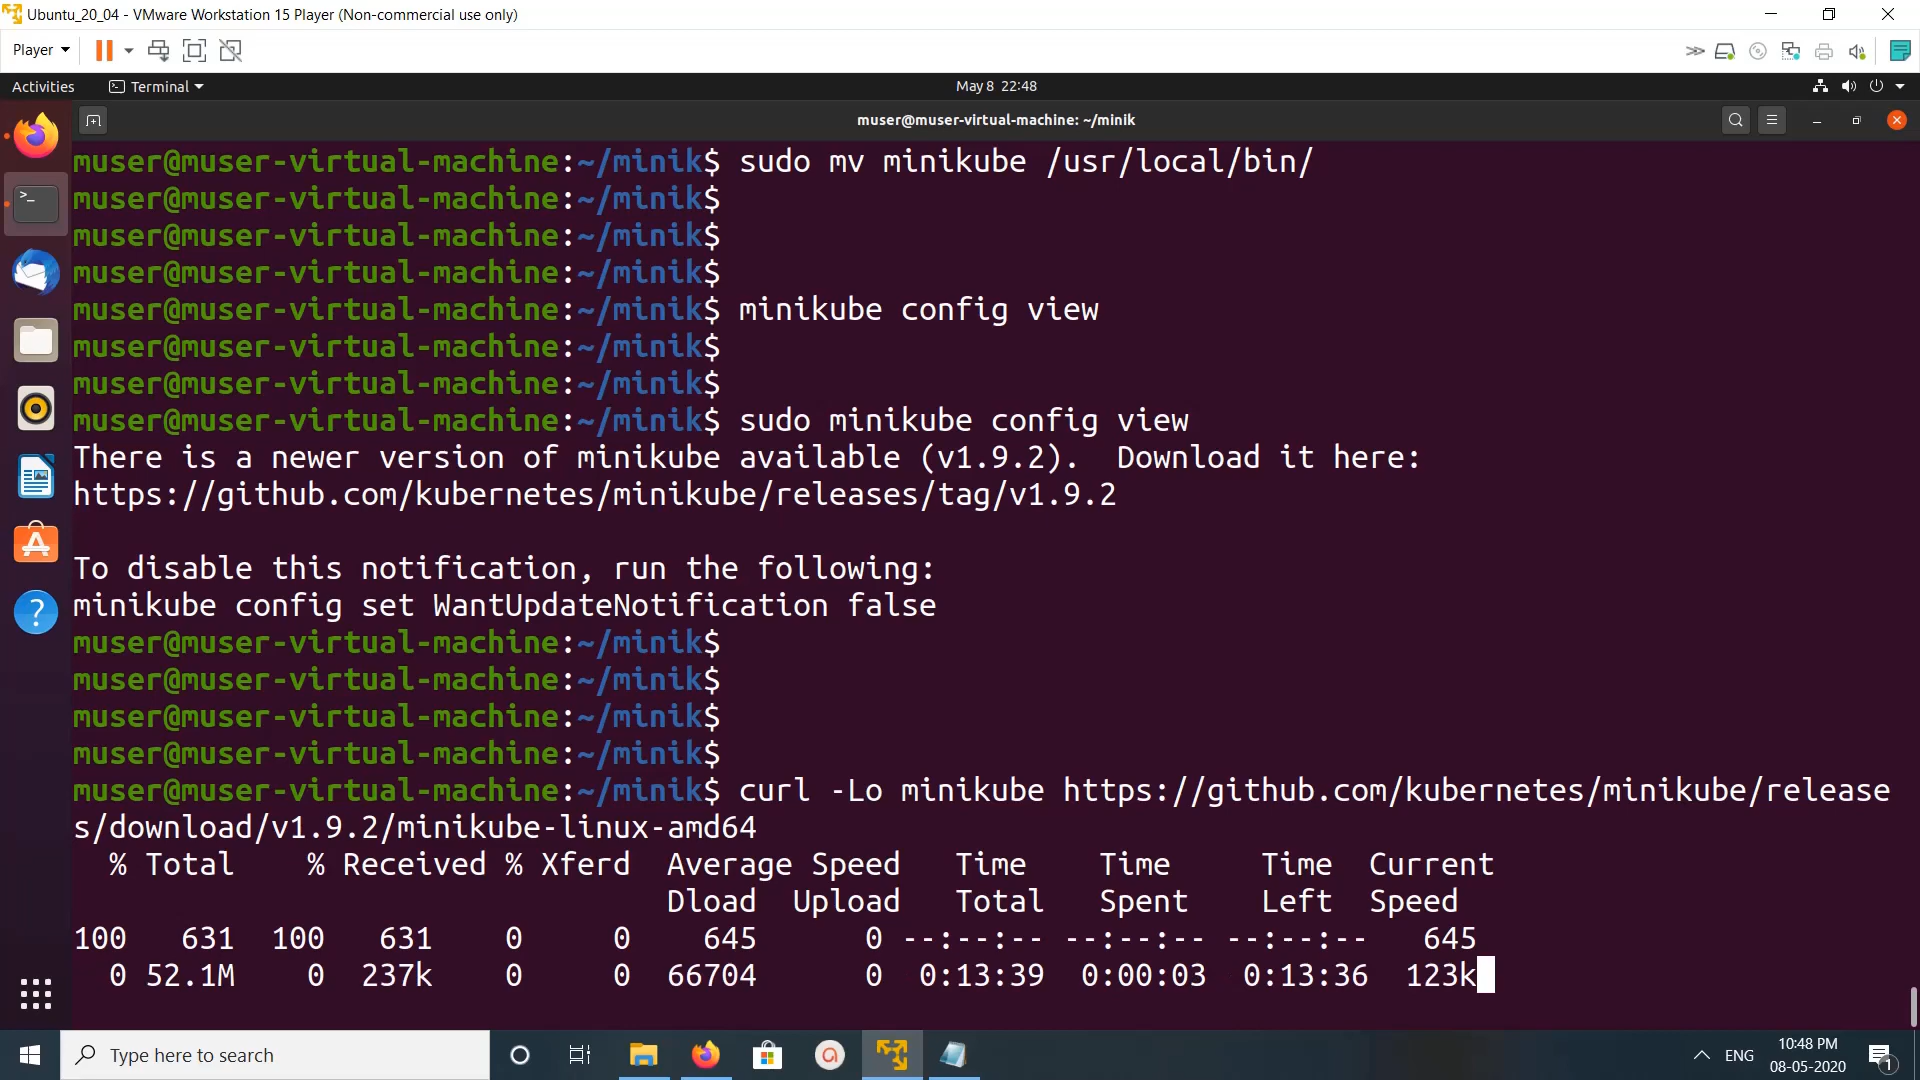 Ubuntu_20_04 - VMware Workstation 15 Player (Non-commercial use only)
Player
Activities
Terminal
May 8 22:48
muser@muser-virtual-machine: ~/minik
muser@muser-virtual-machine:~/minik$ sudo mv minikube /usr/local/bin/
muser@muser-virtual-machine:~/minik$
muser@muser-virtual-machine:~/minik$
muser@muser-virtual-machine:~/minik$
muser@muser-virtual-machine:~/minik$ minikube config view
muser@muser-virtual-machine:~/minik$
muser@muser-virtual-machine:~/minik$
muser@muser-virtual-machine:~/minik$ sudo minikube config view
There is a newer version of minikube available (v1.9.2).  Download it here:
https://github.com/kubernetes/minikube/releases/tag/v1.9.2
To disable this notification, run the following:
minikube config set WantUpdateNotification false
muser@muser-virtual-machine:~/minik$
muser@muser-virtual-machine:~/minik$
muser@muser-virtual-machine:~/minik$
muser@muser-virtual-machine:~/minik$
muser@muser-virtual-machine:~/minik$ curl -Lo minikube https://github.com/kubernetes/minikube/release
s/download/v1.9.2/minikube-linux-amd64
  % Total    % Received % Xferd  Average Speed   Time    Time     Time  Current
                                 Dload  Upload   Total   Spent    Left  Speed
100   631  100   631    0     0    645      0 --:--:-- --:--:-- --:--:--   645
  0 52.1M    0  237k    0     0  66704      0  0:13:39  0:00:03  0:13:36  123k
Type here to search
ENG
10:48 PM
08-05-2020
1